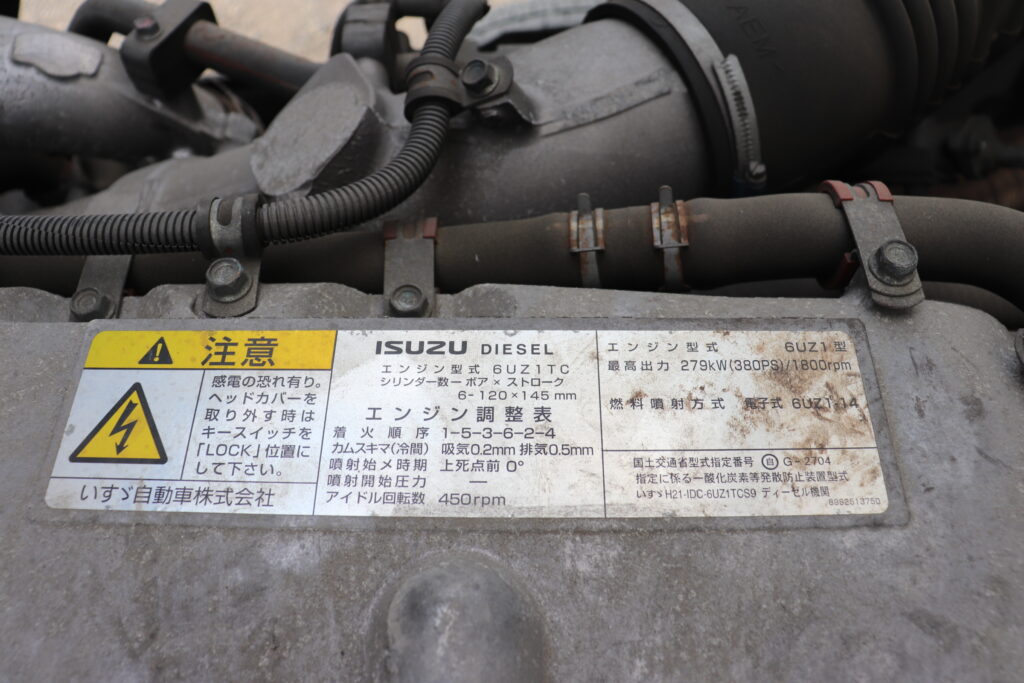 AEM
注意
感電の恐れ有り。
ヘッドカバーを
取り外す時は
キースイッチを
「LOCK」位置に
して下さい。
いすゞ自動車株式会社
ISUZU DIESEL
エンジン型式 6UZ1TC
シリンダー数ーボア×ストローク
6-120×145mm
エンジン調整表
着火順序 1-5-3-6-2-4
カムスキマ(冷間) 吸気0.2mm 排気0.5mm
噴射始メ時期 上死点前 0°
噴射開始圧力 —
アイドル回転数 450rpm
エンジン型式 6UZ1型
最高出力 279kW(380PS)/1800rpm
燃料噴射方式 電子式 6UZ1-14
国土交通省型式指定番号 自 G-2704
指定に係る一酸化炭素等発散防止装置型式
いすゞH21-IDC-6UZ1TCS9 ディーゼル機関
8982513750